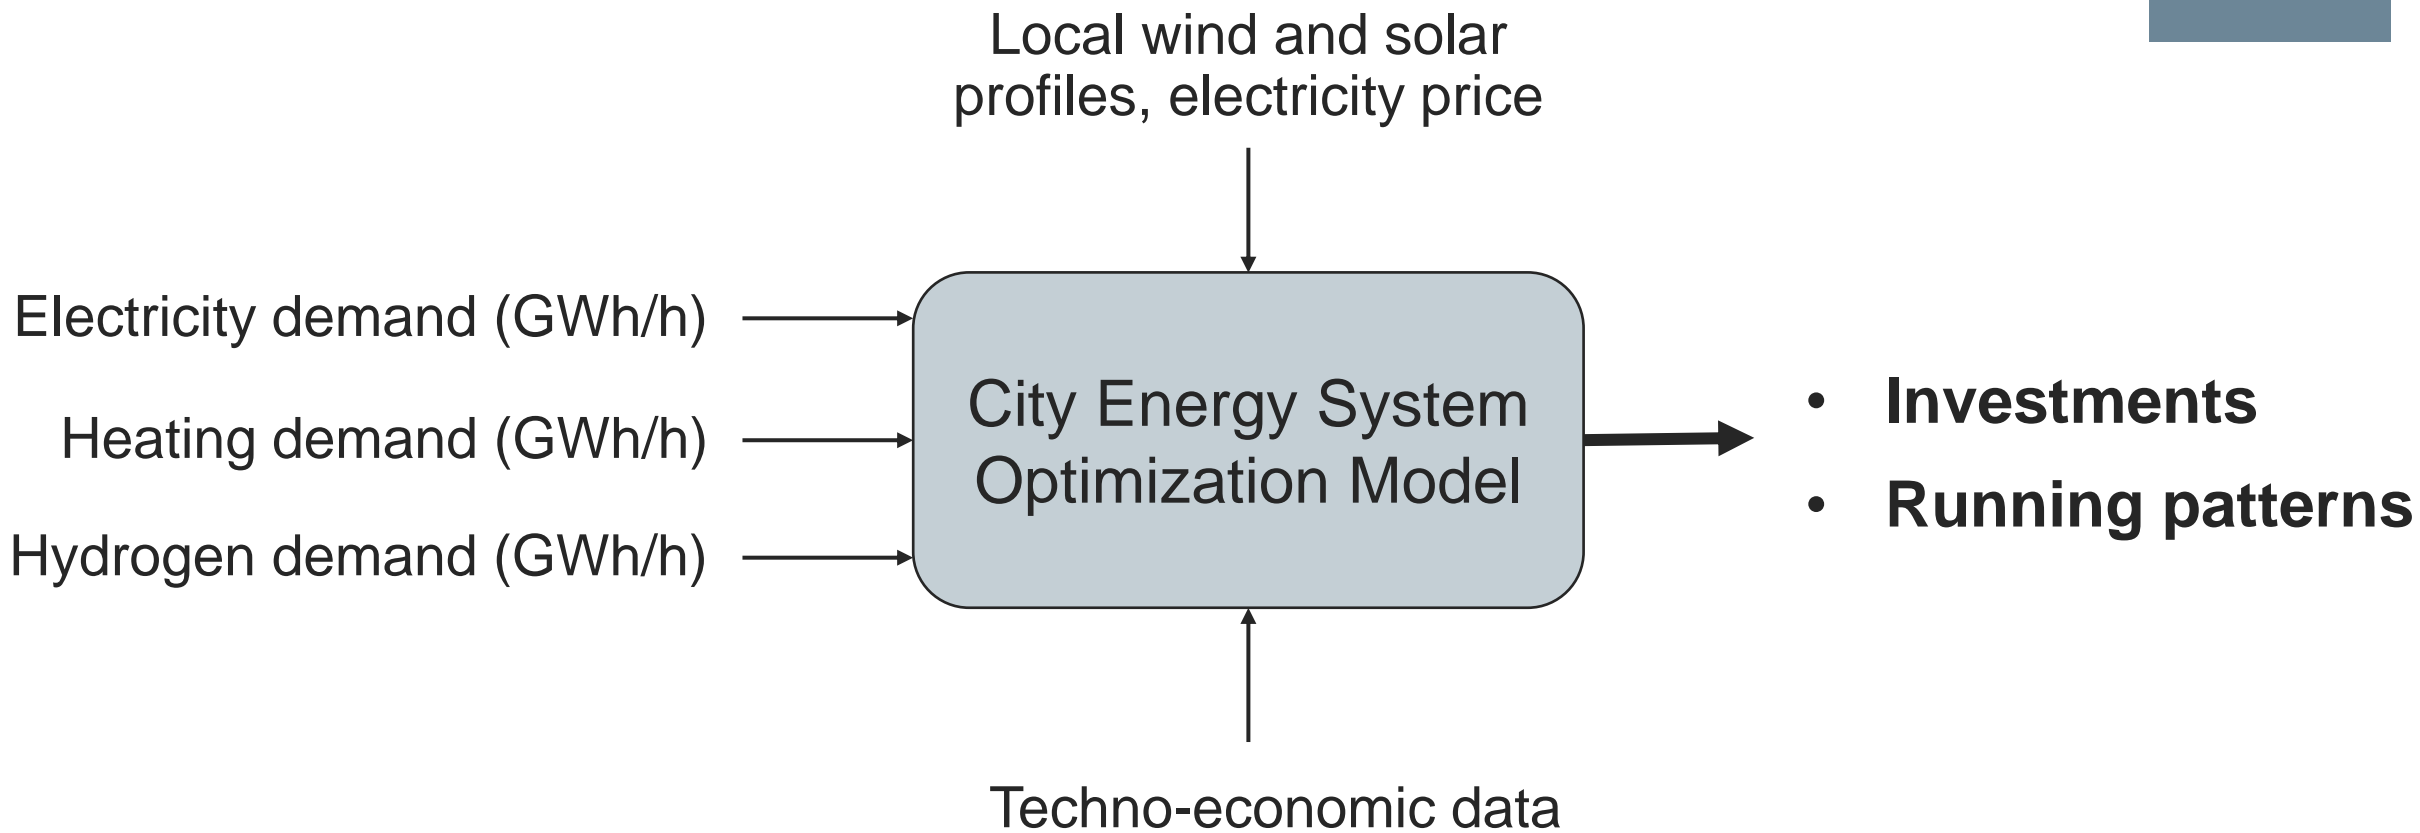 Local wind and solar
profiles, electricity price
Electricity demand (GWh/h)
Heating demand (GWh/h)
Hydrogen demand (GWh/h)
City Energy System
Optimization Model
• Investments
• Running patterns
Techno-economic data